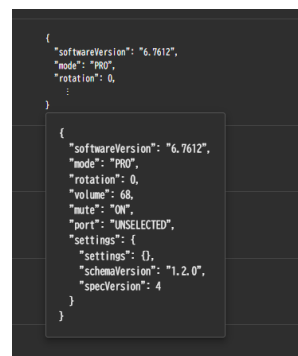 {
"softwareVersion": "6.7612",
"mode": "PRO",
"rotation": 0,
⋮
}
{
"softwareVersion": "6.7612",
"mode": "PRO",
"rotation": 0,
"volume": 68,
"mute": "ON",
"port": "UNSELECTED",
"settings": {
"settings": {},
"schemaVersion": "1.2.0",
"specVersion": 4
}
}